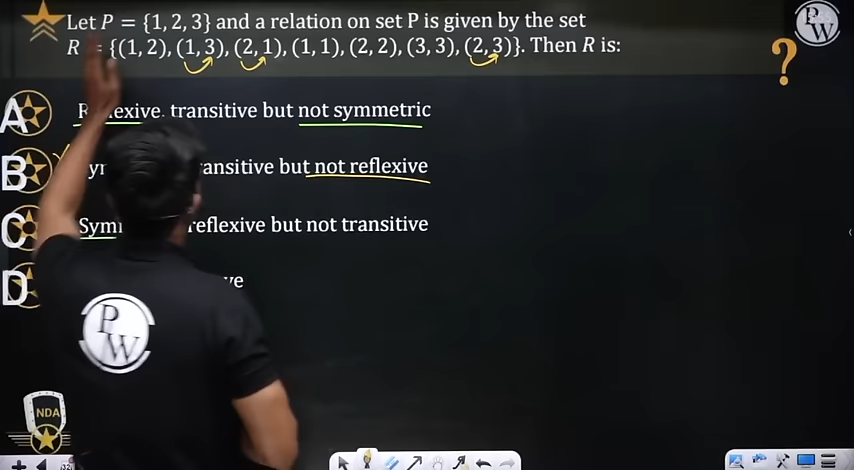 Let P = {1, 2, 3} and a relation on set P is given by the set
R = {(1, 2), (1, 3), (2, 1), (1, 1), (2, 2), (3, 3), (2, 3)}. Then R is:
?
A
transitive but not symmetric
B
but not reflexive
C
reflexive but not transitive
D
P
W
P
W
NDA